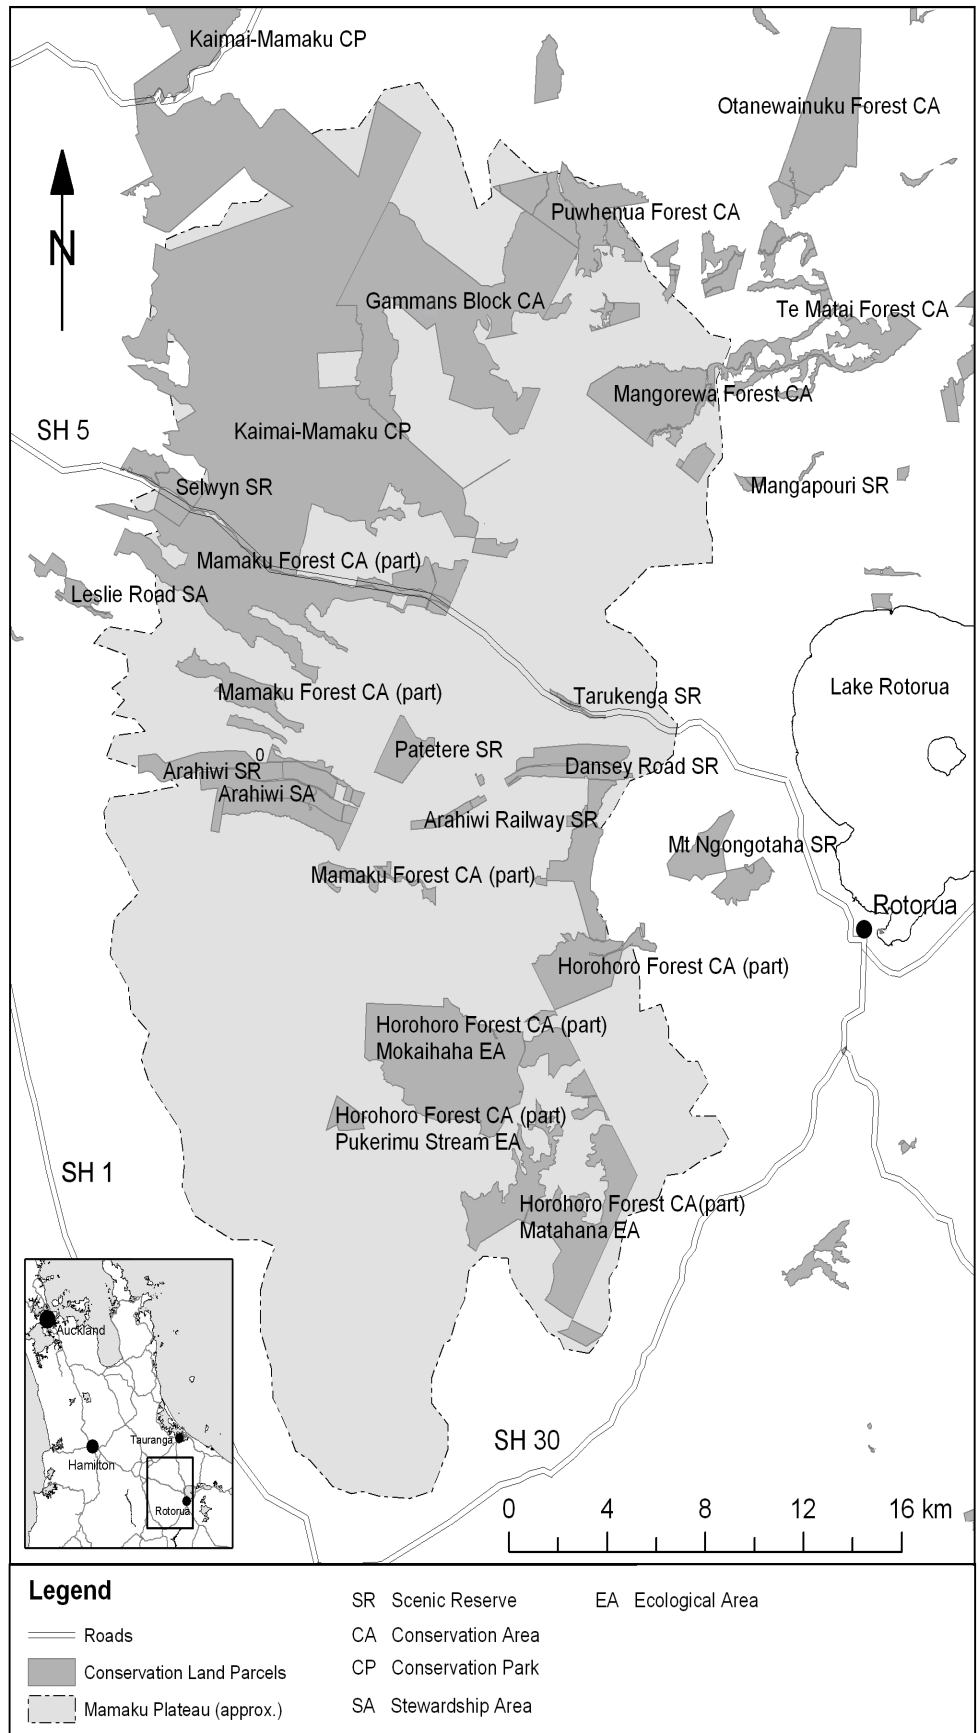 Kaimai-Mamaku CP
Otanewainuku Forest CA
N
Puwhenua Forest CA
Gammans Block CA
Te Matai Forest CA
Mangorewa Forest CA
SH 5
Kaimai-Mamaku CP
Selwyn SR
Mangapouri SR
Mamaku Forest CA (part)
Leslie Road SA
Lake Rotorua
Mamaku Forest CA (part)
Tarukenga SR
0
Patetere SR
Arahiwi SR
Dansey Road SR
Arahiwi SA
Arahiwi Railway SR
Mt Ngongotaha SR
Mamaku Forest CA (part)
Rotorua
Horohoro Forest CA (part)
Horohoro Forest CA (part)
Mokaihaha EA
Horohoro Forest CA (part)
Pukerimu Stream EA
SH 1
Horohoro Forest CA(part)
Matahana EA
Auckland
Tauranga
Hamilton
Rotorua
SH 30
0 4 8 12 16 km
Legend
Roads
Conservation Land Parcels
Mamaku Plateau (approx.)
SR Scenic Reserve
CA Conservation Area
CP Conservation Park
SA Stewardship Area
EA Ecological Area